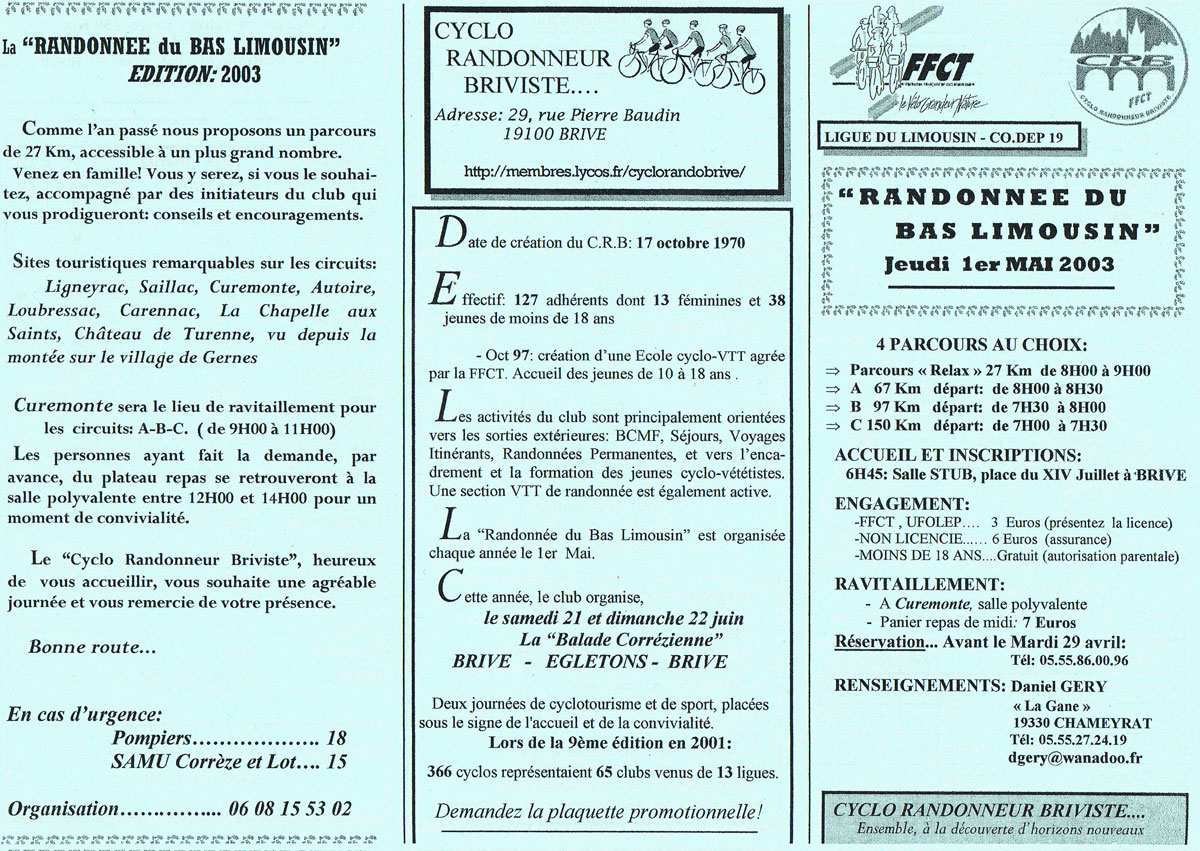 La “RANDONNEE du BAS LIMOUSIN”
EDITION: 2003
Comme l’an passé nous proposons un parcours
de 27 Km, accessible à un plus grand nombre.
Venez en famille! Vous y serez, si vous le souhai-
tez, accompagné par des initiateurs du club qui
vous prodigueront: conseils et encouragements.
Sites touristiques remarquables sur les circuits:
Ligneyrac, Saillac, Curemonte, Autoire,
Loubressac, Carennac, La Chapelle aux
Saints, Château de Turenne, vu depuis la
montée sur le village de Gernes
Curemonte sera le lieu de ravitaillement pour
les circuits: A-B-C. ( de 9H00 à 11H00)
Les personnes ayant fait la demande, par
avance, du plateau repas se retrouveront à la
salle polyvalente entre 12H00 et 14H00 pour un
moment de convivialité.
Le “Cyclo Randonneur Briviste”, heureux
de vous accueillir, vous souhaite une agréable
journée et vous remercie de votre présence.
Bonne route...
En cas d’urgence:
Pompiers.................... 18
SAMU Corrèze et Lot.... 15
Organisation................. 06 08 15 53 02
CYCLO
RANDONNEUR
BRIVISTE....
Adresse: 29, rue Pierre Baudin
19100 BRIVE
http://membres.lycos.fr/cyclorandobrive/
Date de création du C.R.B: 17 octobre 1970
Effectif: 127 adhérents dont 13 féminines et 38
jeunes de moins de 18 ans
- Oct 97: création d’une Ecole cyclo-VTT agrée
par la FFCT. Accueil des jeunes de 10 à 18 ans .
Les activités du club sont principalement orientées
vers les sorties extérieures: BCMF, Séjours, Voyages
Itinérants, Randonnées Permanentes, et vers l’enca-
drement et la formation des jeunes cyclo-vététistes.
Une section VTT de randonnée est également active.
La “Randonnée du Bas Limousin” est organisée
chaque année le 1er Mai.
Cette année, le club organise,
le samedi 21 et dimanche 22 juin
La “Balade Corrézienne”
BRIVE - EGLETONS - BRIVE
Deux journées de cyclotourisme et de sport, placées
sous le signe de l'accueil et de la convivialité.
Lors de la 9ème édition en 2001:
366 cyclos représentaient 65 clubs venus de 13 ligues.
Demandez la plaquette promotionnelle!
FFCT
le Vélo Grandeur Nature
CRB
FFCT
CYCLO RANDONNEUR BRIVISTE
LIGUE DU LIMOUSIN - CO.DEP 19
“RANDONNEE DU
BAS LIMOUSIN”
Jeudi 1er MAI 2003
4 PARCOURS AU CHOIX:
⇒ Parcours « Relax » 27 Km de 8H00 à 9H00
⇒ A 67 Km départ: de 8H00 à 8H30
⇒ B 97 Km départ: de 7H30 à 8H00
⇒ C 150 Km départ: de 7H00 à 7H30
ACCUEIL ET INSCRIPTIONS:
6H45: Salle STUB, place du XIV Juillet à BRIVE
ENGAGEMENT:
-FFCT , UFOLEP.... 3 Euros (présentez la licence)
-NON LICENCIE...... 6 Euros (assurance)
-MOINS DE 18 ANS....Gratuit (autorisation parentale)
RAVITAILLEMENT:
- A Curemonte, salle polyvalente
- Panier repas de midi: 7 Euros
Réservation... Avant le Mardi 29 avril:
Tél: 05.55.86.00.96
RENSEIGNEMENTS: Daniel GERY
« La Gane »
19330 CHAMEYRAT
Tél: 05.55.27.24.19
dgery@wanadoo.fr
CYCLO RANDONNEUR BRIVISTE....
Ensemble, à la découverte d’horizons nouveaux